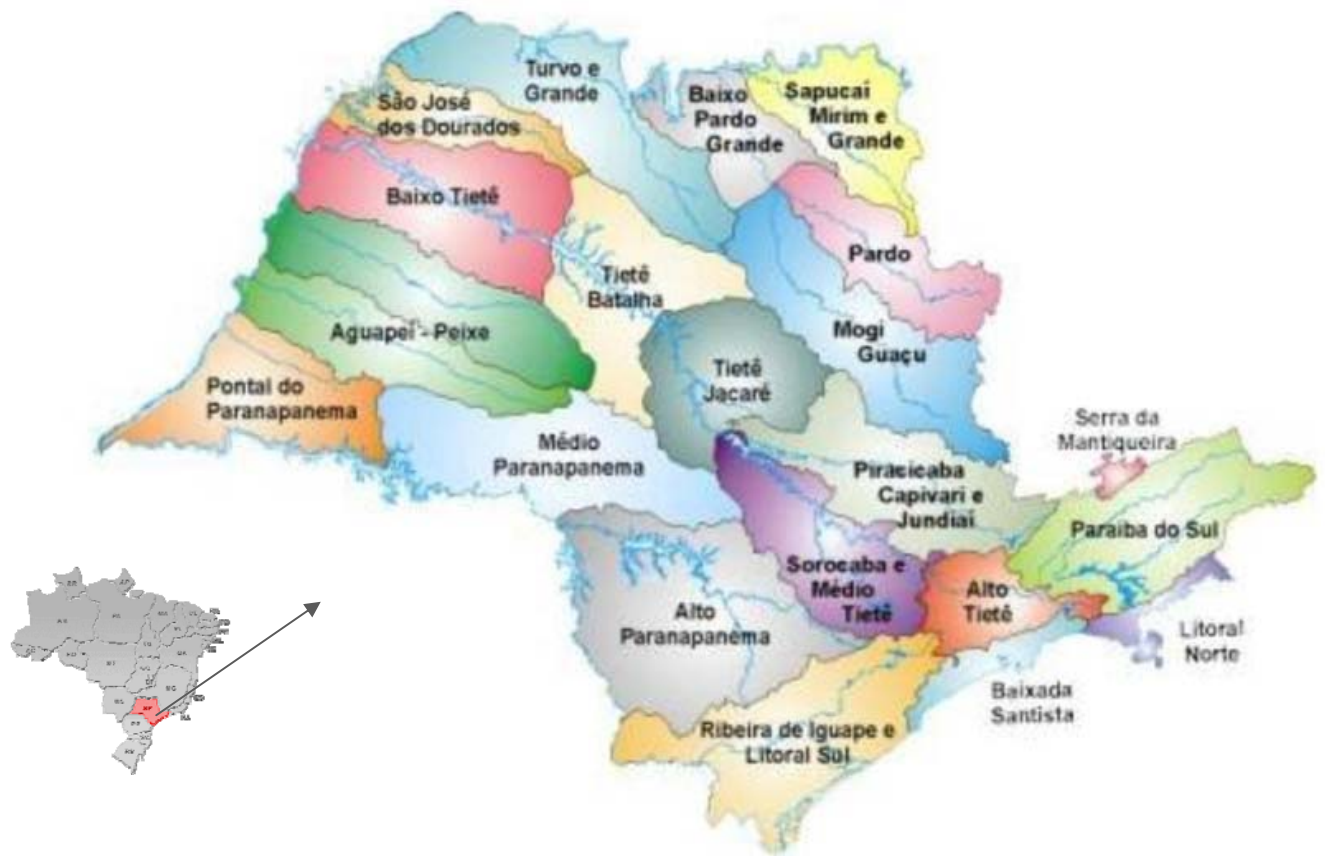 Turvo e
Grande
São José
dos Dourados
Baixo
Pardo
Grande
Sapucaí
Mirim e
Grande
Baixo Tietê
Pardo
Tietê
Batalha
Aguapeí - Peixe
Mogi
Guaçu
Tietê
Jacaré
Pontal do
Paranapanema
Médio
Paranapanema
Serra da
Mantiqueira
Piracicaba
Capivari e
Jundiaí
Paraíba do Sul
Sorocaba e
Médio
Tietê
Alto
Tietê
Alto
Paranapanema
Litoral
Norte
Baixada
Santista
Ribeira de Iguape e
Litoral Sul